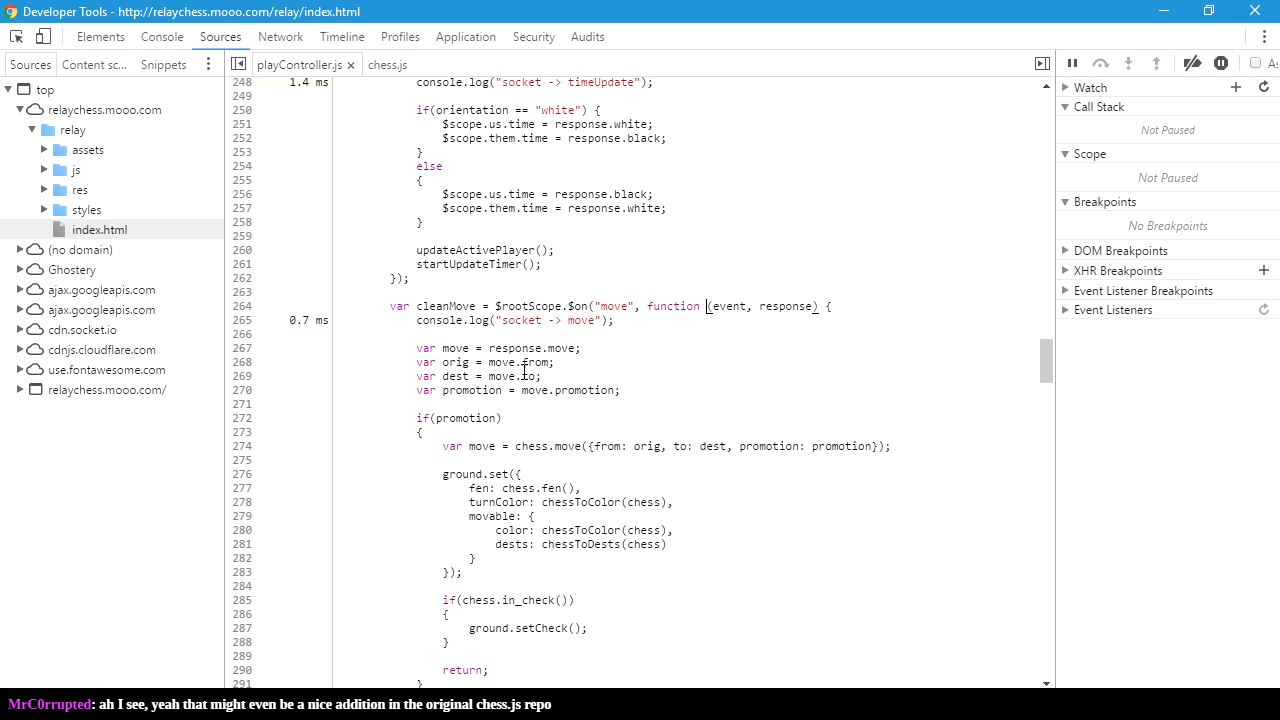 Developer Tools - http://relaychess.mooo.com/relay/index.html
Elements Console Sources Network Timeline Profiles Application Security Audits
Sources Content sc... Snippets playController.js × chess.js As
top
relaychess.mooo.com
relay
assets
js
res
styles
index.html
(no domain)
Ghostery
ajax.googleapis.com
ajax.googleapis.com
cdn.socket.io
cdnjs.cloudflare.com
use.fontawesome.com
relaychess.mooo.com/
248 1.4 ms console.log("socket -> timeUpdate");
249
250 if(orientation == "white") {
251 $scope.us.time = response.white;
252 $scope.them.time = response.black;
253 }
254 else
255 {
256 $scope.us.time = response.black;
257 $scope.them.time = response.white;
258 }
259
260 updateActivePlayer();
261 startUpdateTimer();
262 });
263
264 var cleanMove = $rootScope.$on("move", function (event, response) {
265 0.7 ms console.log("socket -> move");
266
267 var move = response.move;
268 var orig = move.from;
269 var dest = move.to;
270 var promotion = move.promotion;
271
272 if(promotion)
273 {
274 var move = chess.move({from: orig, to: dest, promotion: promotion});
275
276 ground.set({
277 fen: chess.fen(),
278 turnColor: chessToColor(chess),
279 movable: {
280 color: chessToColor(chess),
281 dests: chessToDests(chess)
282 }
283 });
284
285 if(chess.in_check())
286 {
287 ground.setCheck();
288 }
289
290 return;
291 }
Watch
Call Stack
Not Paused
Scope
Not Paused
Breakpoints
No Breakpoints
DOM Breakpoints
XHR Breakpoints
Event Listener Breakpoints
Event Listeners
MrC0rrupted: ah I see, yeah that might even be a nice addition in the original chess.js repo